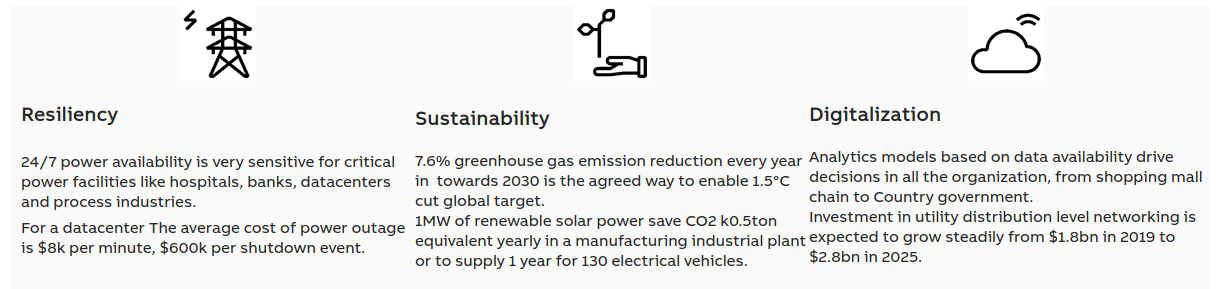 Resiliency
24/7 power availability is very sensitive for critical
power facilities like hospitals, banks, datacenters
and process industries.
For a datacenter The average cost of power outage
is $8k per minute, $600k per shutdown event.
Sustainability
7.6% greenhouse gas emission reduction every year
in  towards 2030 is the agreed way to enable 1.5°C
cut global target.
1MW of renewable solar power save CO2 k0.5ton
equivalent yearly in a manufacturing industrial plant
or to supply 1 year for 130 electrical vehicles.
Digitalization
Analytics models based on data availability drive
decisions in all the organization, from shopping mall
chain to Country government.
Investment in utility distribution level networking is
expected to grow steadily from $1.8bn in 2019 to
$2.8bn in 2025.